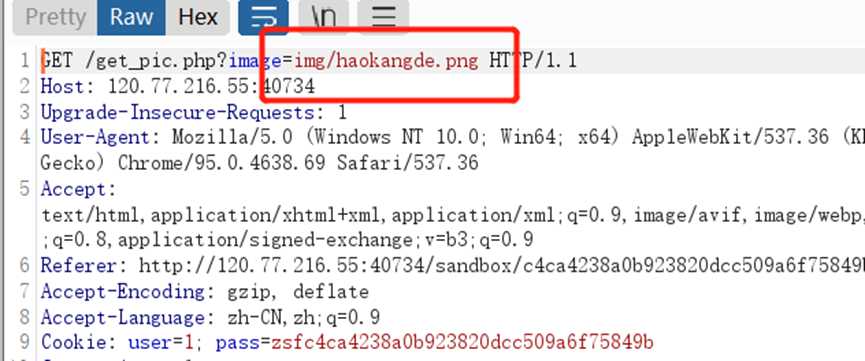 Pretty Raw Hex \n
1 GET /get_pic.php?image=img/haokangde.png HTTP/1.1
2 Host: 120.77.216.55:40734
3 Upgrade-Insecure-Requests: 1
4 User-Agent: Mozilla/5.0 (Windows NT 10.0; Win64; x64) AppleWebKit/537.36 (KH
Gecko) Chrome/95.0.4638.69 Safari/537.36
5 Accept:
text/html,application/xhtml+xml,application/xml;q=0.9,image/avif,image/webp,
;q=0.8,application/signed-exchange;v=b3;q=0.9
6 Referer: http://120.77.216.55:40734/sandbox/c4ca4238a0b923820dcc509a6f75849b
7 Accept-Encoding: gzip, deflate
8 Accept-Language: zh-CN,zh;q=0.9
9 Cookie: user=1; pass=zsfc4ca4238a0b923820dcc509a6f75849b